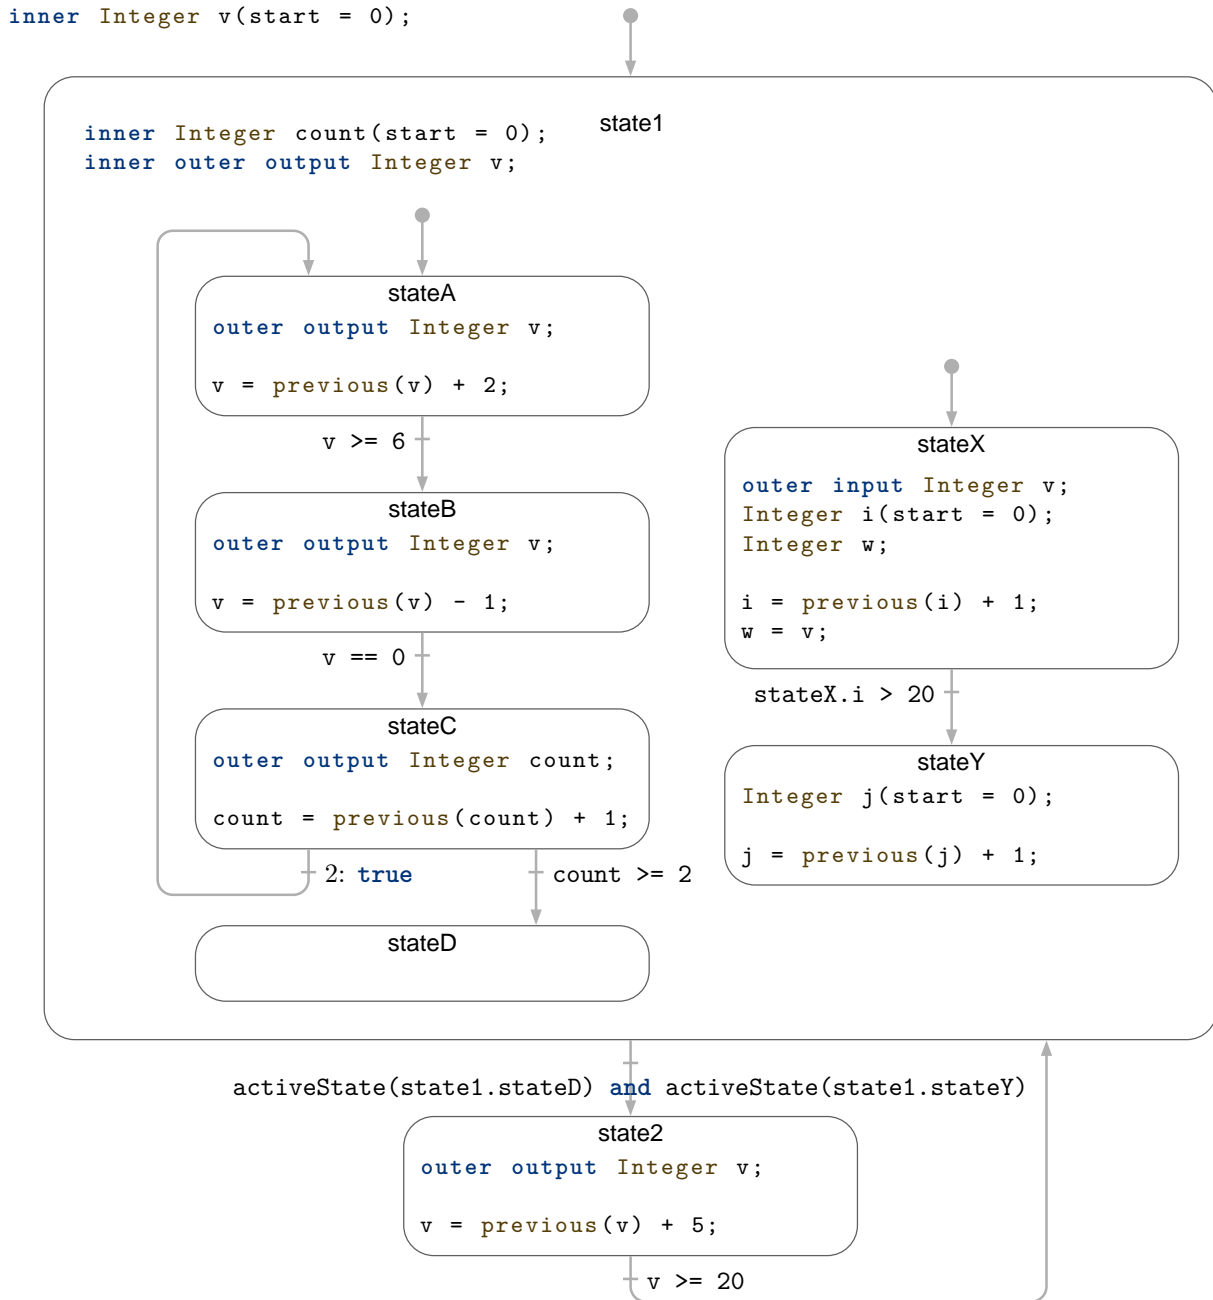 inner Integer v(start = 0);
state1
inner Integer count(start = 0);
inner outer output Integer v;
stateA
outer output Integer v;
v = previous(v) + 2;
v >= 6
stateB
outer output Integer v;
v = previous(v) - 1;
v == 0
stateC
outer output Integer count;
count = previous(count) + 1;
2: true
count >= 2
stateD
stateX
outer input Integer v;
Integer i(start = 0);
Integer w;
i = previous(i) + 1;
w = v;
stateX.i > 20
stateY
Integer j(start = 0);
j = previous(j) + 1;
activeState(state1.stateD) and activeState(state1.stateY)
state2
outer output Integer v;
v = previous(v) + 5;
v >= 20